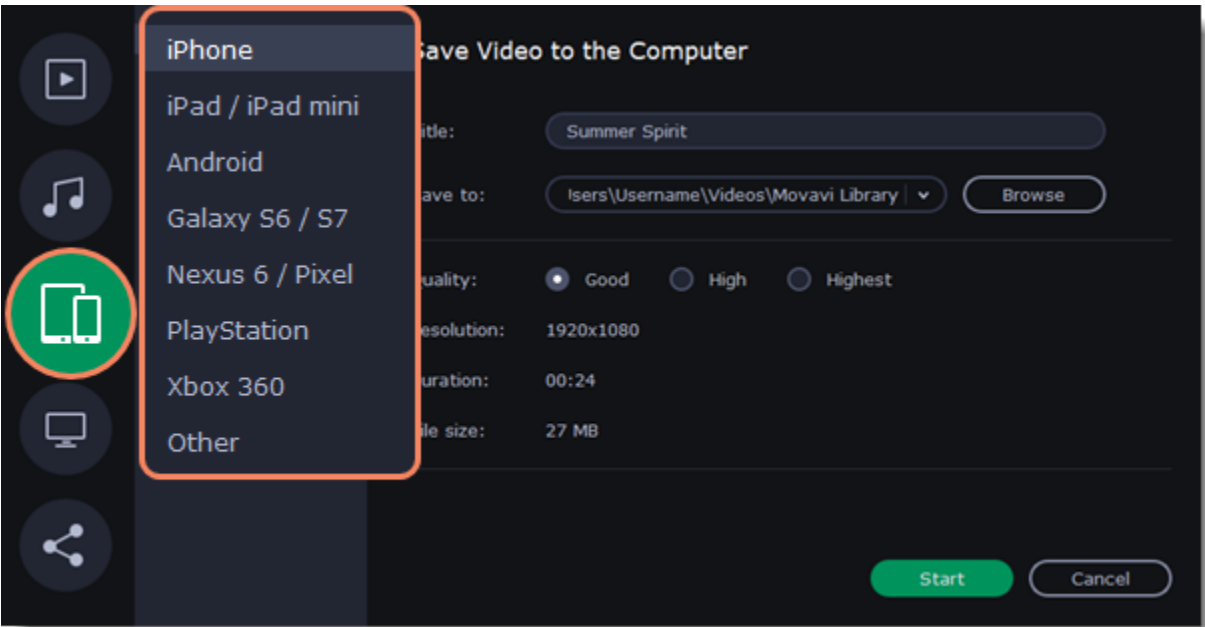 iPhone
iPad / iPad mini
Android
Galaxy S6 / S7
Nexus 6 / Pixel
PlayStation
Xbox 360
Other
Save Video to the Computer
itle: Summer Spirit
ave to: sers\Username\Videos\Movavi Library Browse
uality: Good High Highest
esolution: 1920x1080
uration: 00:24
ile size: 27 MB
Start Cancel